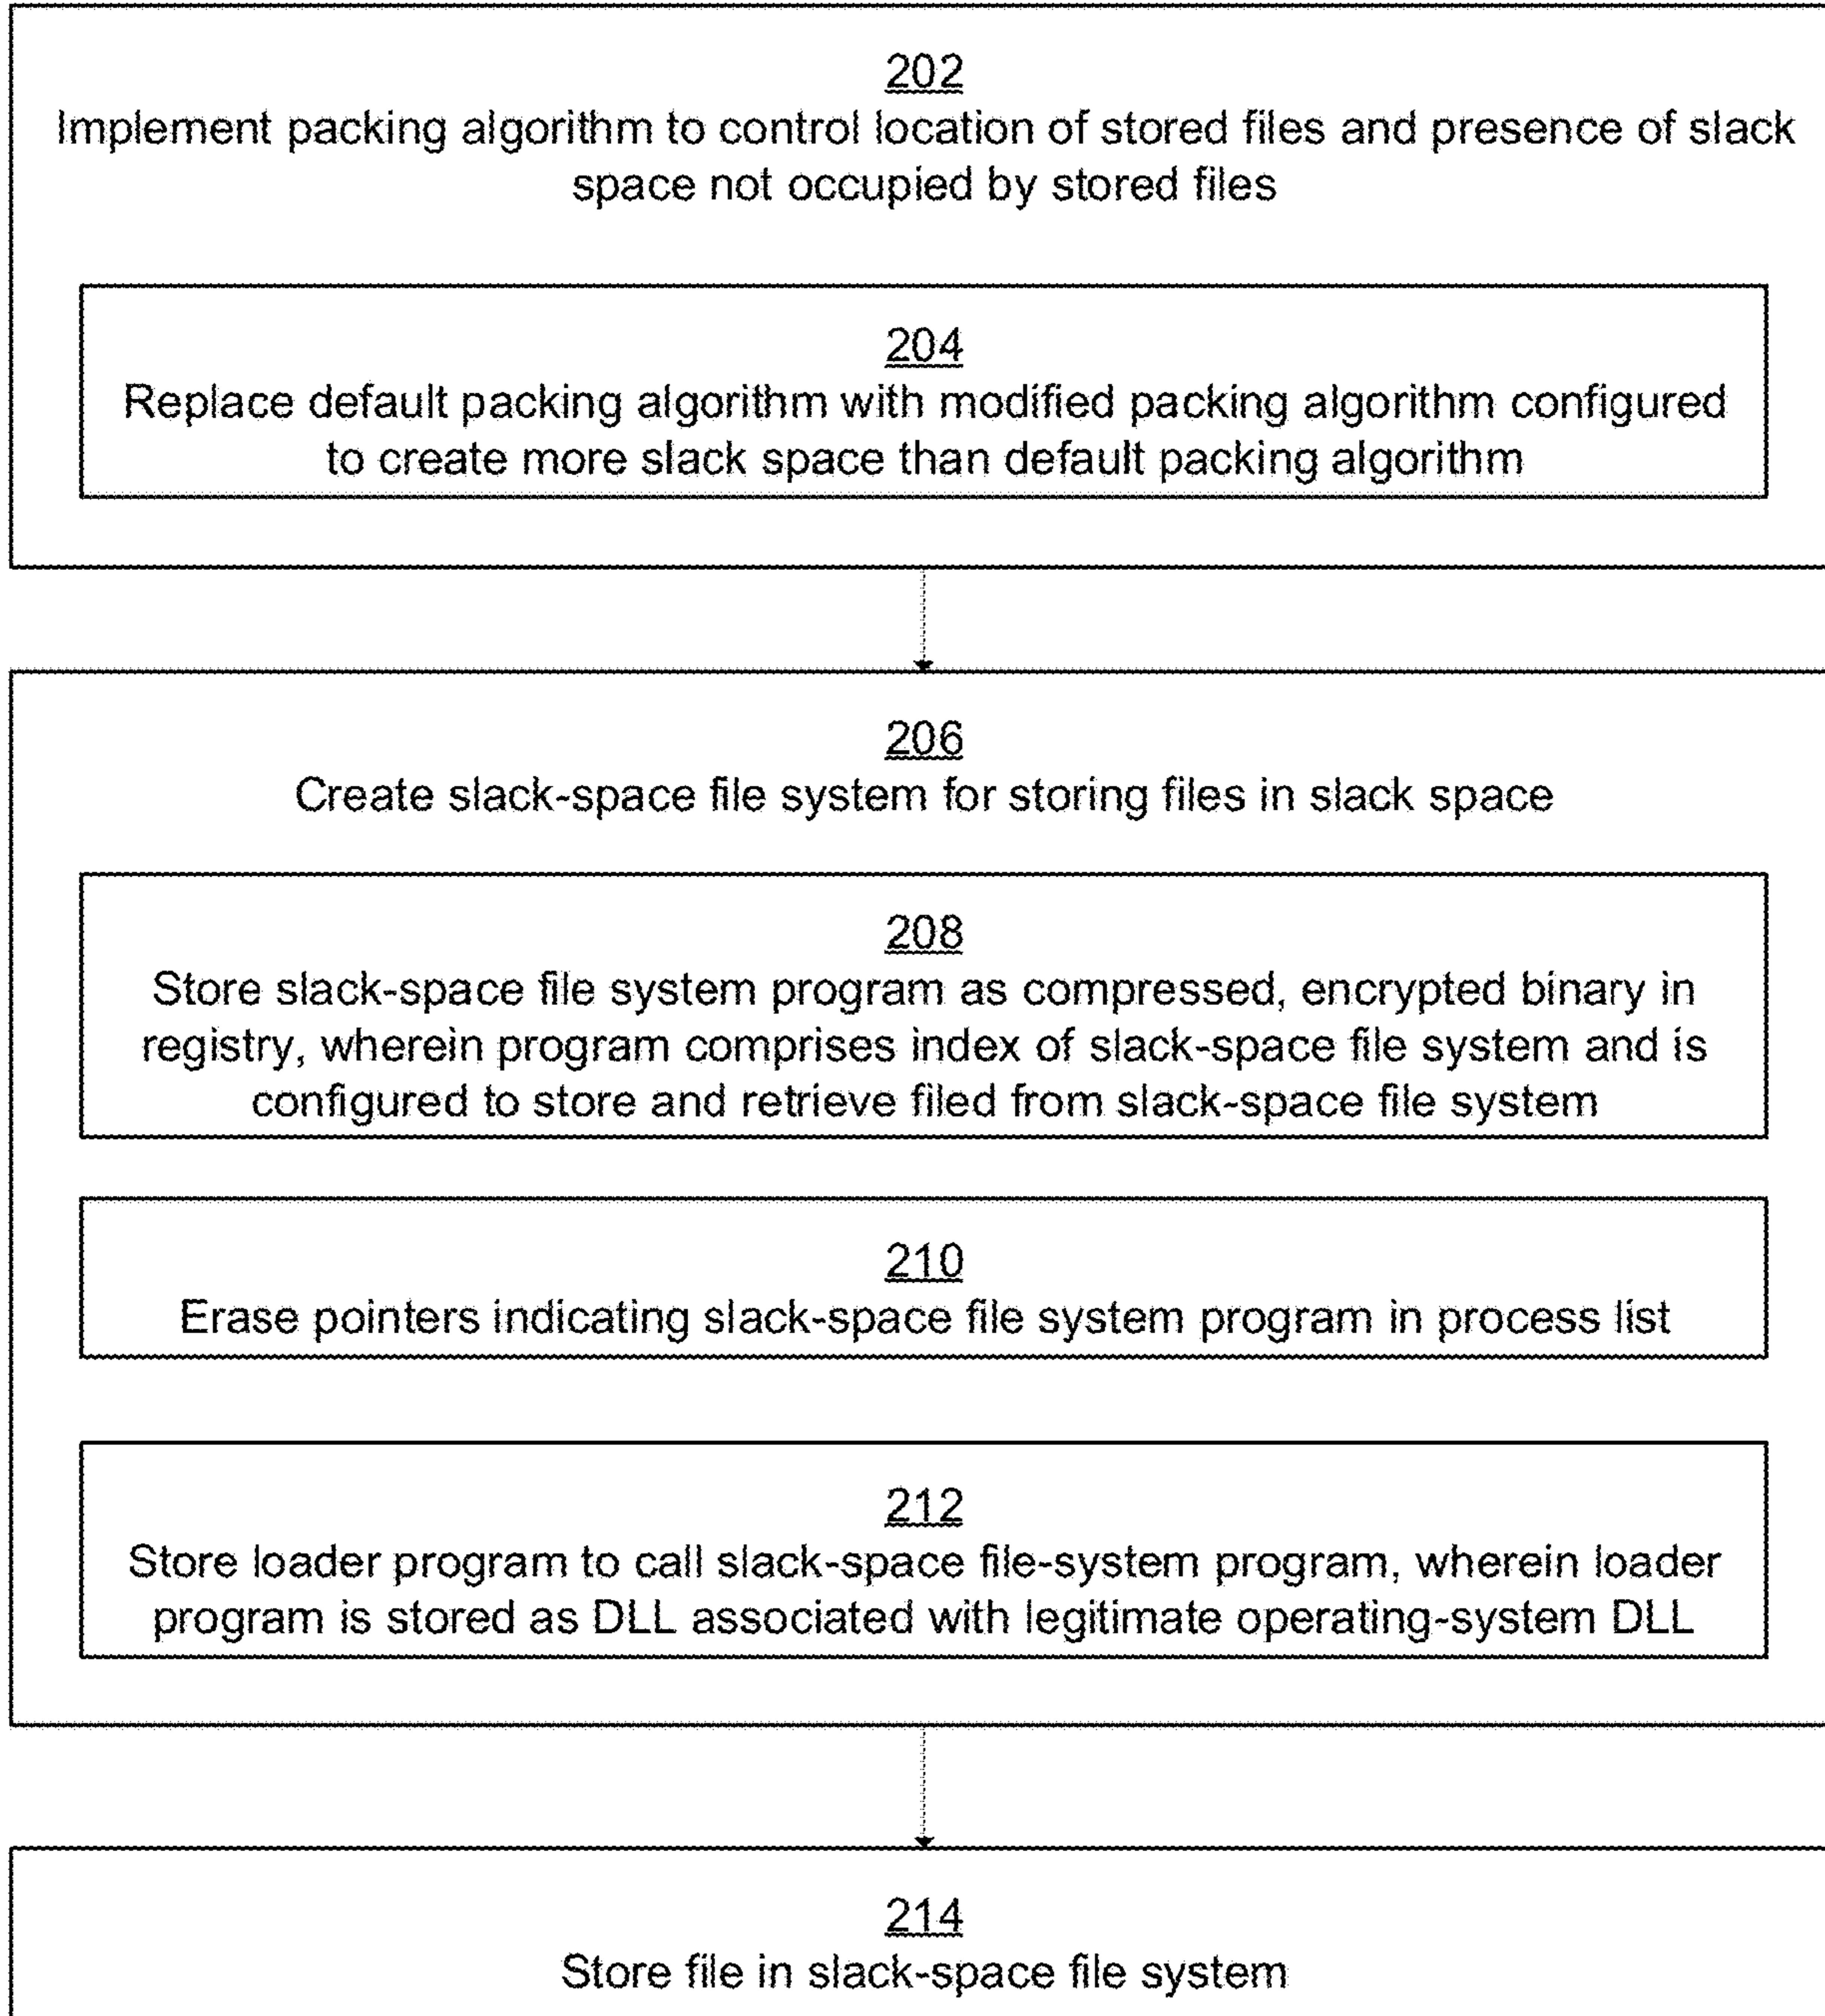 202
Implement packing algorithm to control location of stored files and presence of slack
space not occupied by stored files
204
Replace default packing algorithm with modified packing algorithm configured
to create more slack space than default packing algorithm
206
Create slack-space file system for storing files in slack space
208
Store slack-space file system program as compressed, encrypted binary in
registry, wherein program comprises index of slack-space file system and is
configured to store and retrieve filed from slack-space file system
210
Erase pointers indicating slack-space file system program in process list
212
Store loader program to call slack-space file-system program, wherein loader
program is stored as DLL associated with legitimate operating-system DLL
214
Store file in slack-space file system